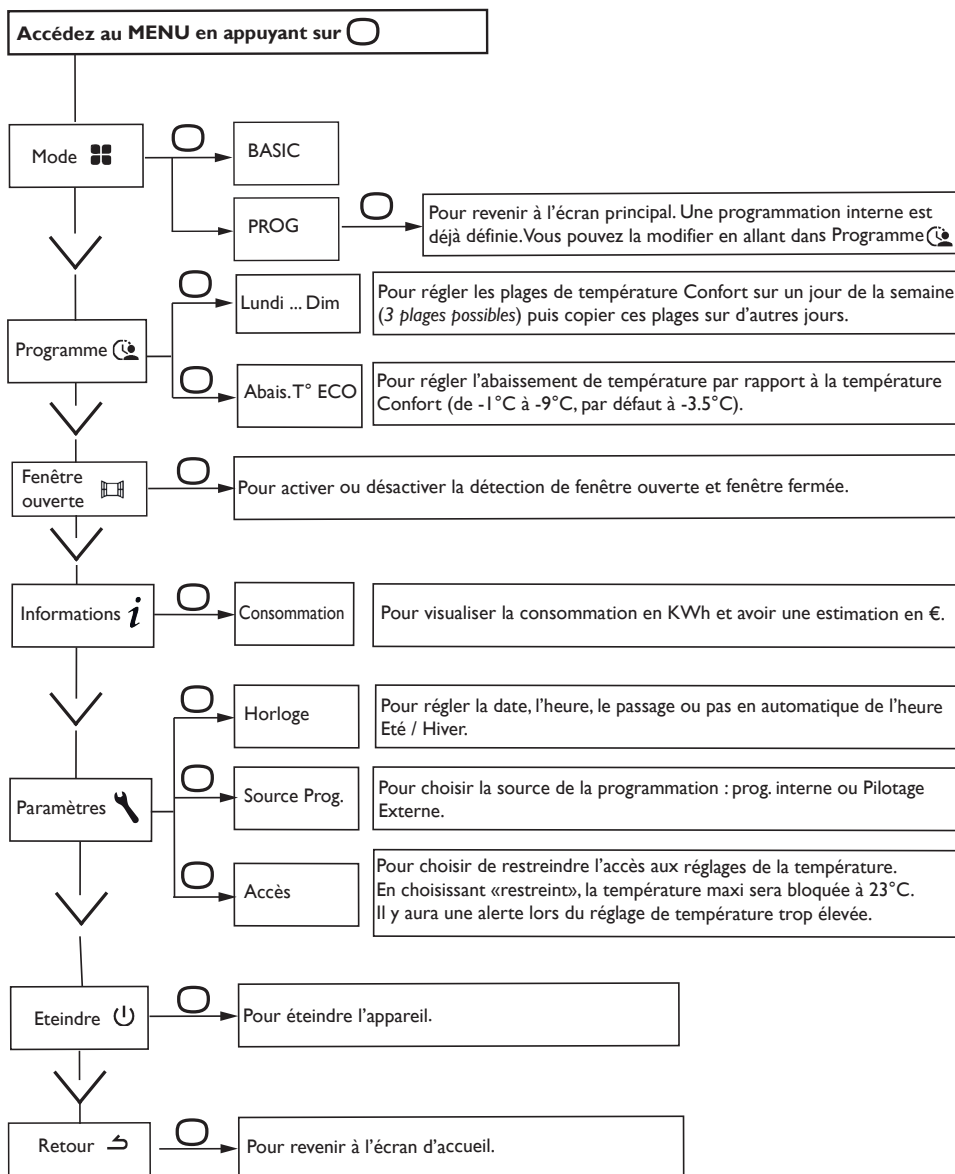 Accédez au MENU en appuyant sur
Mode
BASIC
PROG
Pour revenir à l'écran principal. Une programmation interne est
déjà définie. Vous pouvez la modifier en allant dans Programme
Programme
Lundi ... Dim
Pour régler les plages de température Confort sur un jour de la semaine
(3 plages possibles) puis copier ces plages sur d'autres jours.
Abais. T° ECO
Pour régler l'abaissement de température par rapport à la température
Confort (de -1°C à -9°C, par défaut à -3.5°C).
Fenêtre
ouverte
Pour activer ou désactiver la détection de fenêtre ouverte et fenêtre fermée.
Informations i
Consommation
Pour visualiser la consommation en KWh et avoir une estimation en €.
Paramètres
Horloge
Pour régler la date, l'heure, le passage ou pas en automatique de l'heure
Eté / Hiver.
Source Prog.
Pour choisir la source de la programmation : prog. interne ou Pilotage
Externe.
Accès
Pour choisir de restreindre l'accès aux réglages de la température.
En choisissant «restreint», la température maxi sera bloquée à 23°C.
Il y aura une alerte lors du réglage de température trop élevée.
Eteindre
Pour éteindre l'appareil.
Retour
Pour revenir à l'écran d'accueil.